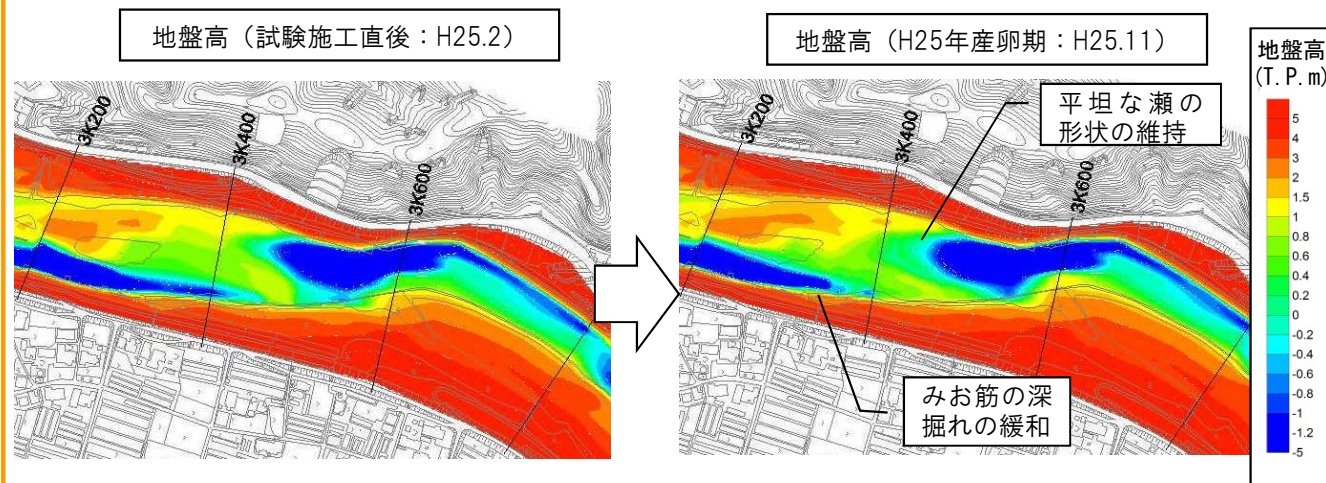 地盤高（試験施工直後：H25.2）
地盤高（H25年産卵期：H25.11）
地盤高
(T.P.m)
3K200
3K400
3K600
3K200
3K400
3K600
平坦な瀬の
形状の維持
みお筋の深
掘れの緩和
5
4
3
2
1.5
1
0.8
0.6
0.4
0.2
0
-0.2
-0.4
-0.6
-0.8
-1
-1.2
-5